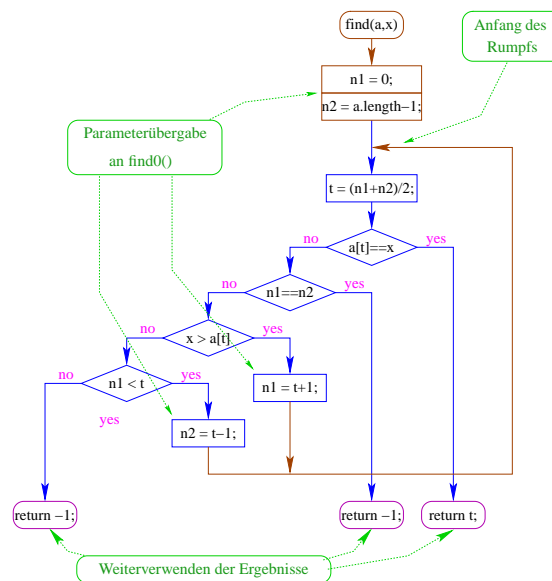 find(a,x)
Anfang des
Rumpfs
n1 = 0;
n2 = a.length−1;
Parameterübergabe
an find0()
t = (n1+n2)/2;
no
a[t]==x
yes
no
n1==n2
yes
no
x > a[t]
yes
no
n1 < t
yes
n1 = t+1;
yes
n2 = t−1;
return −1;
return −1;
return t;
Weiterverwenden der Ergebnisse